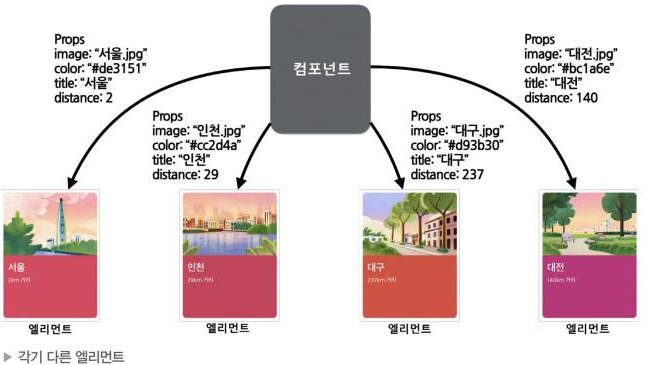 컴포넌트
Props
image: “서울.jpg”
color: “#de3151”
title: “서울”
distance: 2
Props
image: “인천.jpg”
color: “#cc2d4a”
title: “인천”
distance: 29
Props
image: “대구.jpg”
color: “#d93b30”
title: “대구”
distance: 237
Props
image: “대전.jpg”
color: “#bc1a6e”
title: “대전”
distance: 140
서울
2km 거리
인천
29km 거리
대구
237km 거리
대전
140km 거리
엘리먼트
엘리먼트
엘리먼트
엘리먼트
▶ 각기 다른 엘리먼트